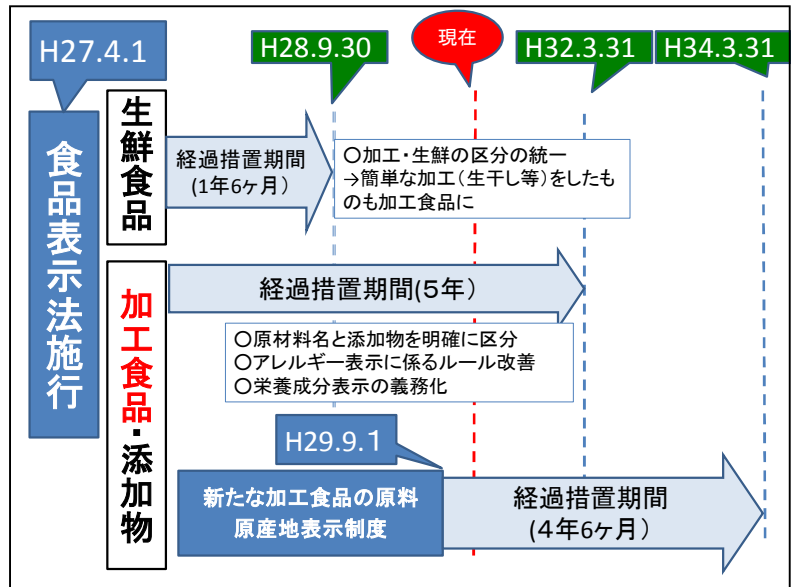 H27.4.1
H28.9.30
現在
H32.3.31
H34.3.31
食品表示法施行
生鮮食品
経過措置期間
(1年6ヶ月)
〇加工・生鮮の区分の統一
→簡単な加工(生干し等)をしたも
のも加工食品に
加工食品・添加物
経過措置期間(5年)
〇原材料名と添加物を明確に区分
〇アレルギー表示に係るルール改善
〇栄養成分表示の義務化
H29.9.1
新たな加工食品の原料
原産地表示制度
経過措置期間
(4年6ヶ月)